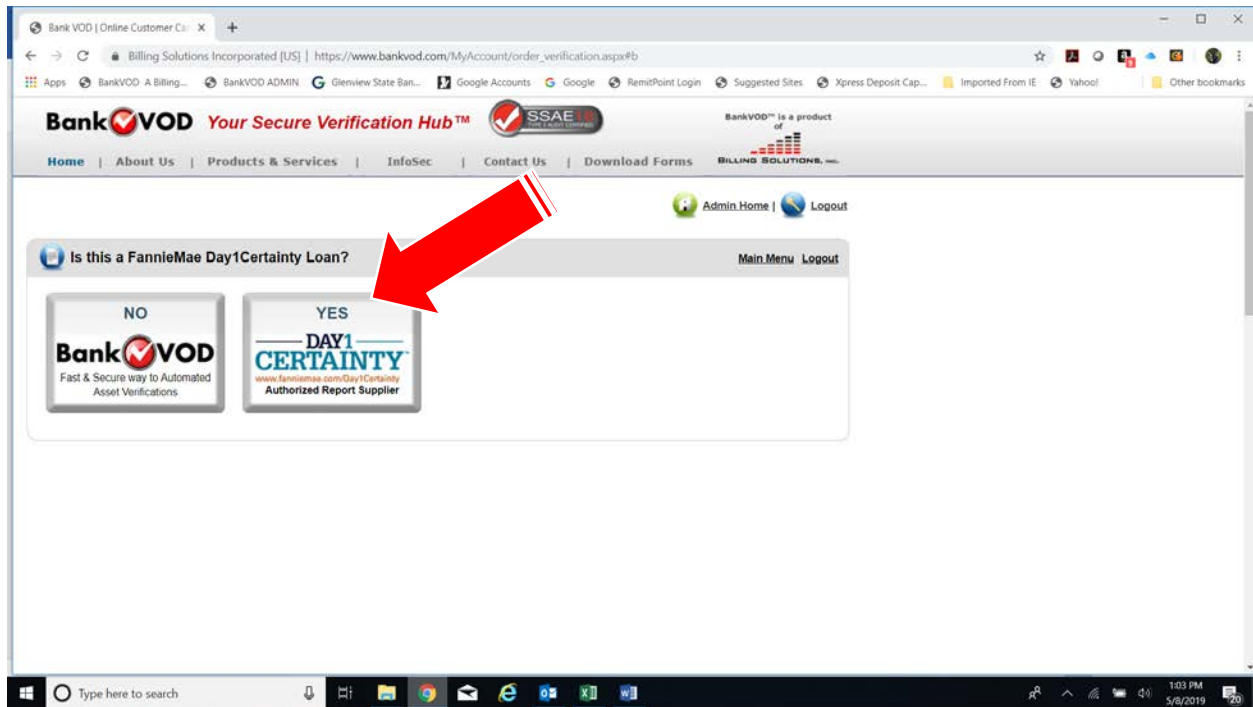 Bank VOD | Online Customer Ca
Billing Solutions Incorporated [US] | https://www.bankvod.com/MyAccount/order_verification.aspx#b
Apps BankVOD A Billing... BankVOD ADMIN Glenview State Ban... Google Accounts Google RemitPoint Login Suggested Sites Xpress Deposit Cap... Imported From IE Yahoo! Other bookmarks
Bank VOD Your Secure Verification Hub™ SSAE18
BankVOD™ is a product
of
BILLING SOLUTIONS, INC.
Home | About Us | Products & Services | InfoSec | Contact Us | Download Forms
Admin Home | Logout
Is this a FannieMae Day1Certainty Loan? Main Menu Logout
NO
Bank VOD
Fast & Secure way to Automated
Asset Verifications
YES
DAY1
CERTAINTY
www.fanniemae.com/Day1Certainty
Authorized Report Supplier
Type here to search
1:03 PM
5/8/2019
20